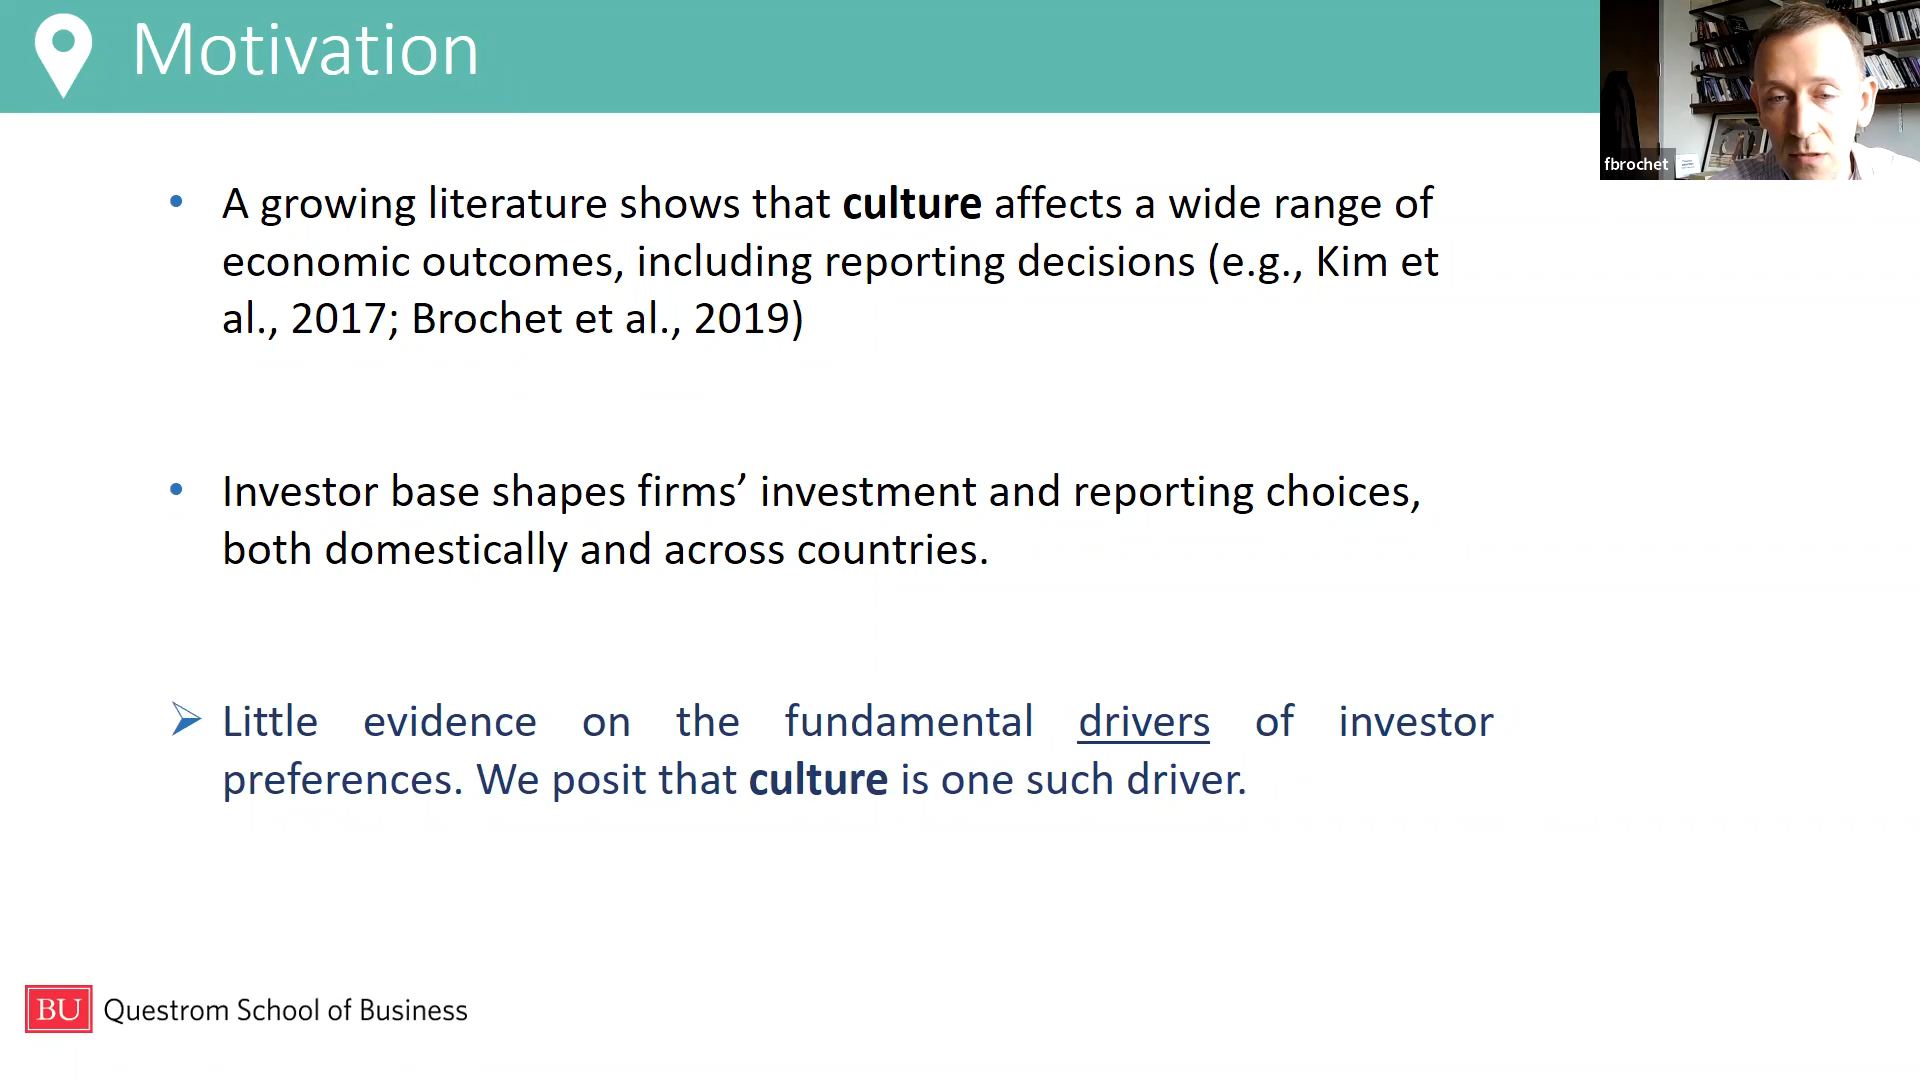 Motivation
fbrochet
• A growing literature shows that culture affects a wide range of
economic outcomes, including reporting decisions (e.g., Kim et
al., 2017; Brochet et al., 2019)
• Investor base shapes firms’ investment and reporting choices,
both domestically and across countries.
➢ Little evidence on the fundamental drivers of investor
preferences. We posit that culture is one such driver.
BU Questrom School of Business